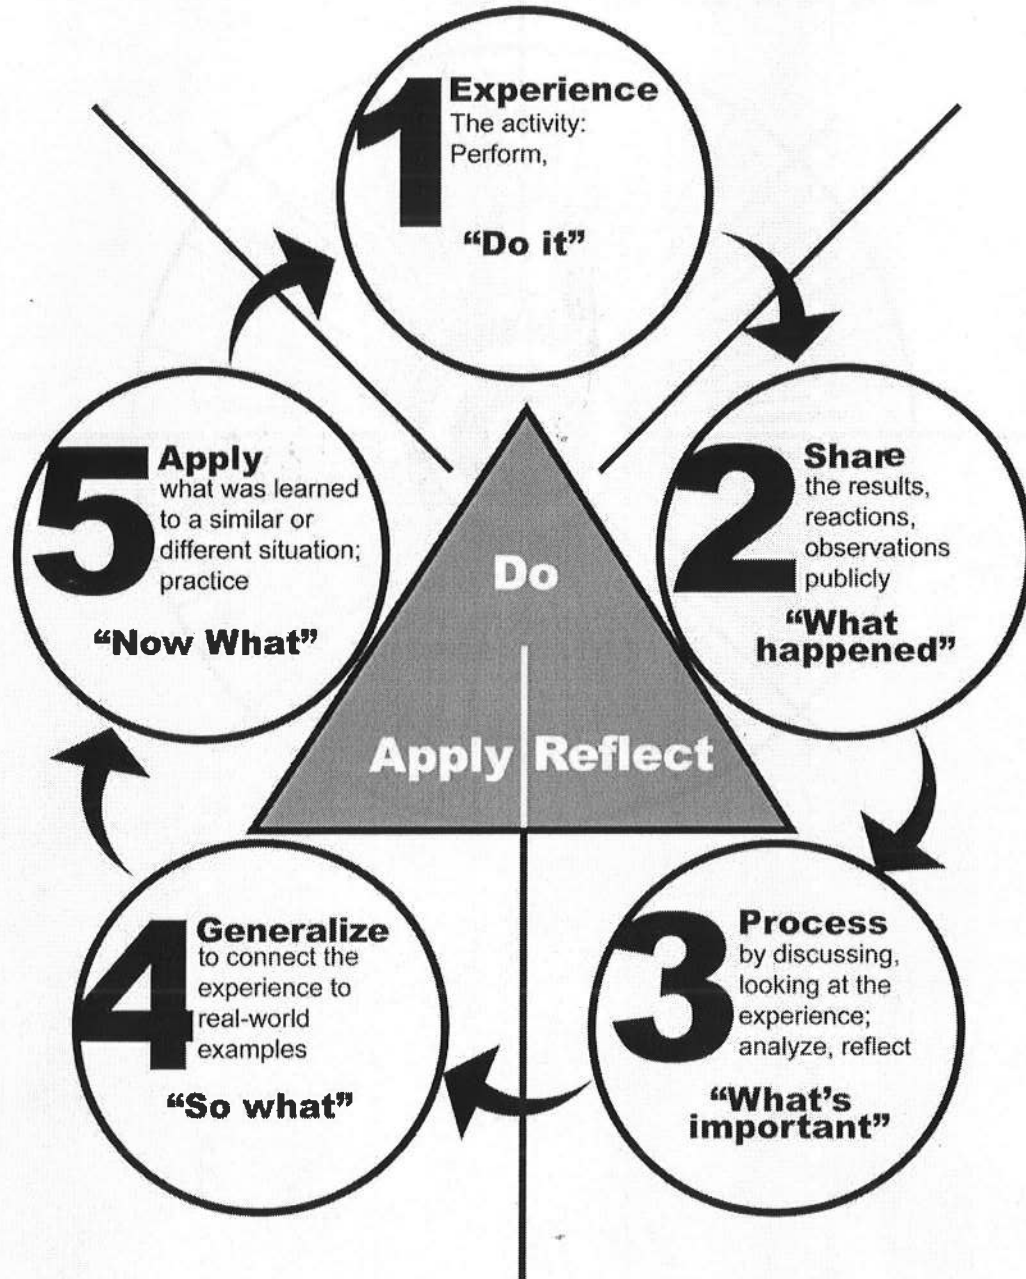 1
Experience
The activity:
Perform,
“Do it”
2
Share
the results,
reactions,
observations
publicly
“What
happened”
3
Process
by discussing,
looking at the
experience;
analyze, reflect
“What's
important”
4
Generalize
to connect the
experience to
real-world
examples
“So what”
5
Apply
what was learned
to a similar or
different situation;
practice
“Now What”
Do
Apply
Reflect